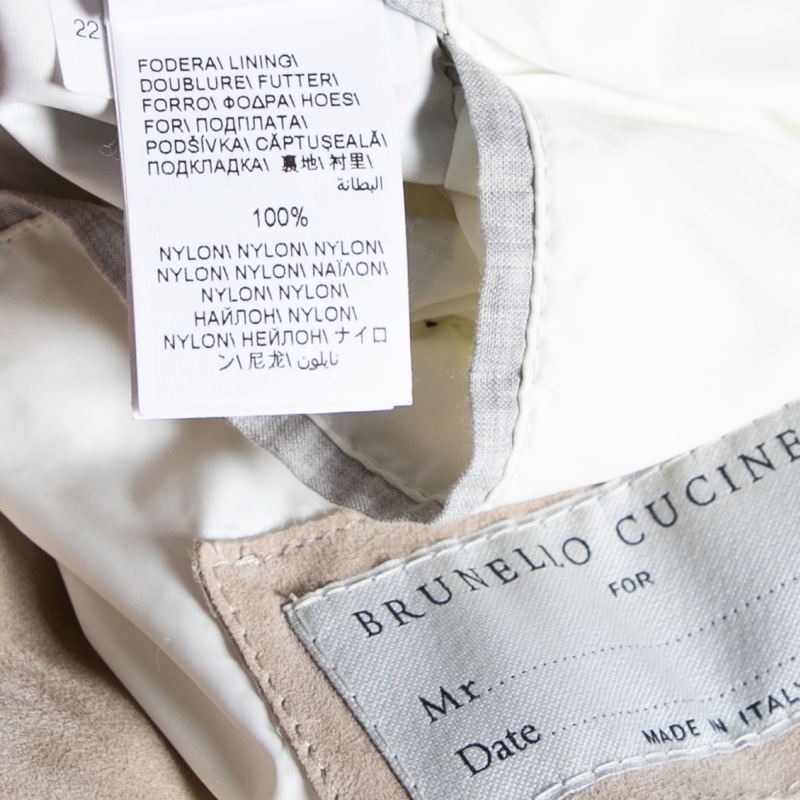 22
FODERA\ LINING\
DOUBLURE\ FUTTER\
FORRO\ ΦΟΔΡΑ\ HOES\
FOR\ ПОДПЛАТА\
PODŠÍVKA\ CĂPTUŞEALĂ\
ПОДКЛАДКА\ 裏地\ 衬里\
البطانة
100%
NYLON\ NYLON\ NYLON\
NYLON\ NYLON\ ΝΑΪΛΟΝ\
NYLON\ NYLON\
НАЙЛОН\ NYLON\
NYLON\ НЕЙЛОН\ ナイロ
ン\ 尼龙\ نايلون
BRUNELLO CUCINE
FOR
Mr
Date
MADE IN ITALY